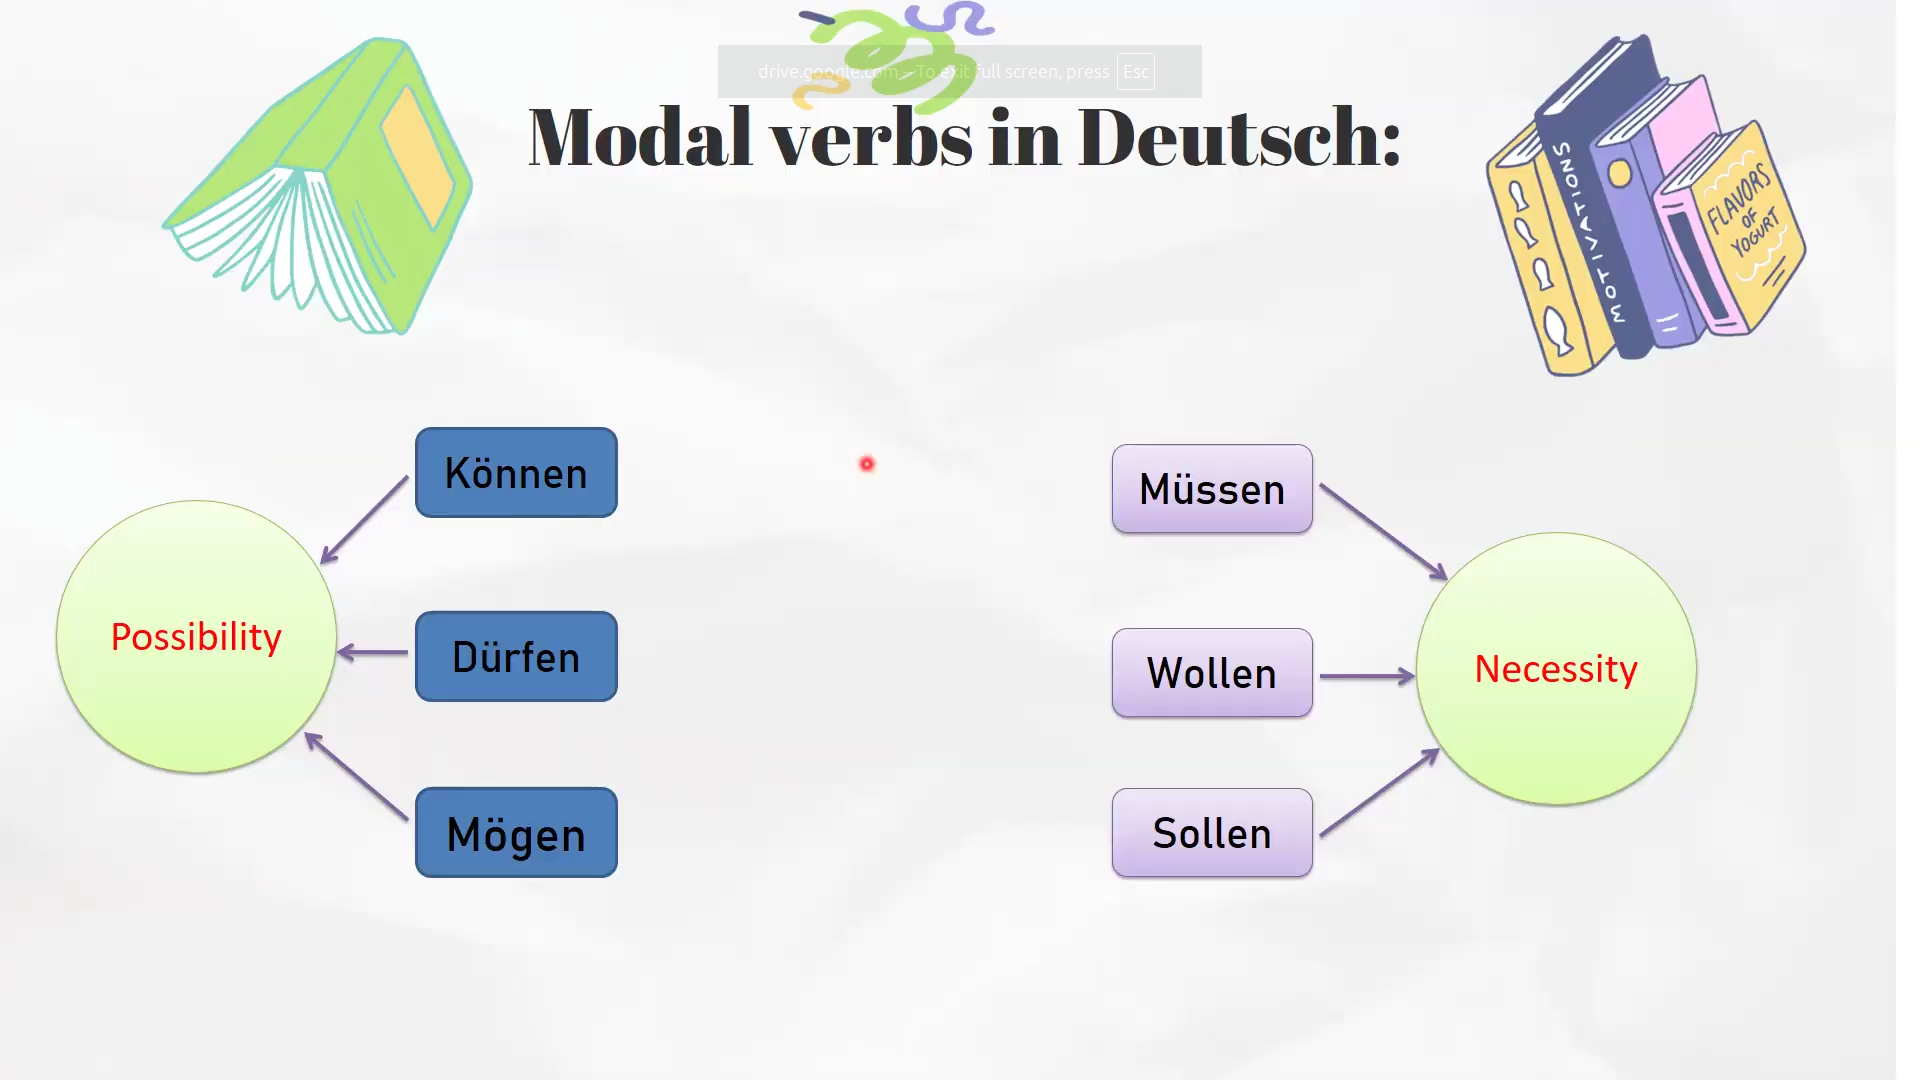 drive.google.com – To exit full screen, press Esc
Modal verbs in Deutsch:
MOTIVATIONS
FLAVORS
OF
YOGURT
Können
Dürfen
Mögen
Possibility
Müssen
Wollen
Sollen
Necessity